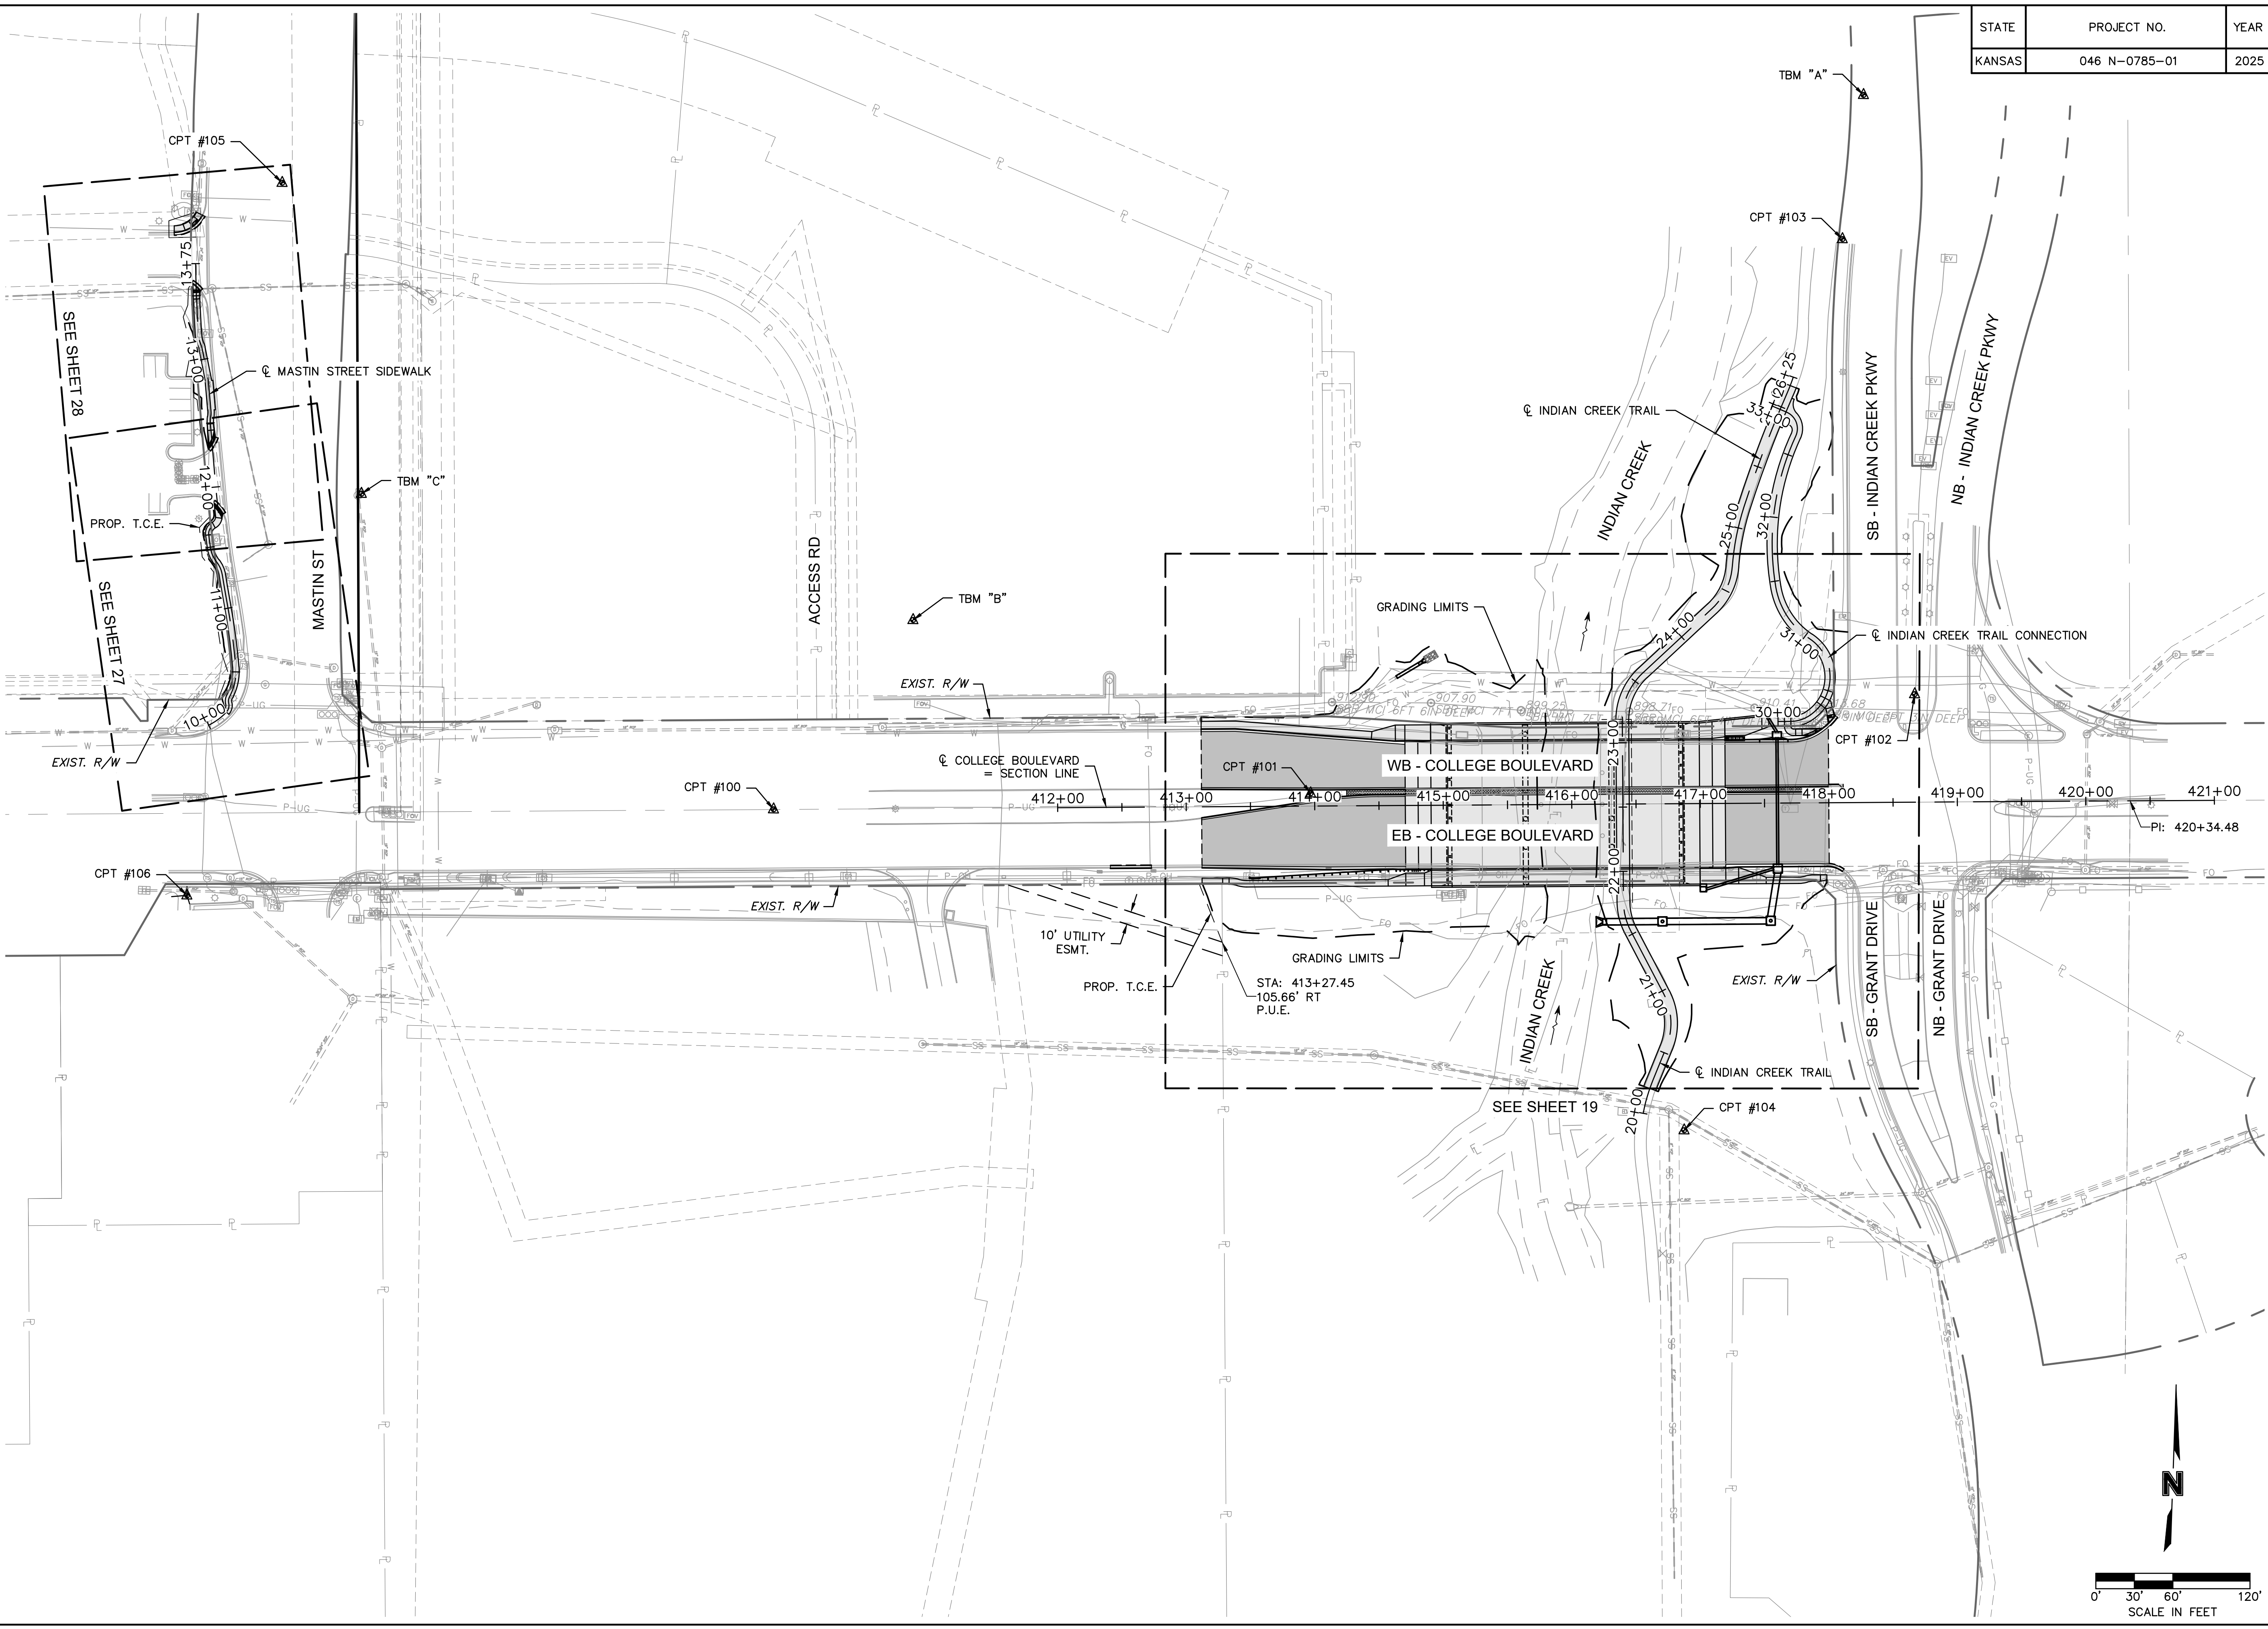 STATE
PROJECT NO.
YEAR
KANSAS
046 N-0785-01
2025
TBM "A"
CPT #105
CPT #103
13+75
SEE SHEET 28
13+00
℄ MASTIN STREET SIDEWALK
12+00
TBM "C"
PROP. T.C.E.
SEE SHEET 27
11+00
MASTIN ST
10+00
EXIST. R/W
ACCESS RD
TBM "B"
EXIST. R/W
℄ INDIAN CREEK TRAIL
INDIAN CREEK
26+25
33+00
25+00
32+00
24+00
31+00
30+00
SB - INDIAN CREEK PKWY
NB - INDIAN CREEK PKWY
GRADING LIMITS
℄ INDIAN CREEK TRAIL CONNECTION
CPT #102
℄ COLLEGE BOULEVARD
= SECTION LINE
CPT #100
CPT #101
WB - COLLEGE BOULEVARD
23+00
412+00
413+00
414+00
415+00
416+00
417+00
418+00
419+00
420+00
421+00
PI: 420+34.48
EB - COLLEGE BOULEVARD
22+00
CPT #106
EXIST. R/W
10' UTILITY
ESMT.
PROP. T.C.E.
GRADING LIMITS
STA: 413+27.45
105.66' RT
P.U.E.
INDIAN CREEK
21+00
EXIST. R/W
SB - GRANT DRIVE
NB - GRANT DRIVE
℄ INDIAN CREEK TRAIL
SEE SHEET 19
20+00
CPT #104
N
0' 30' 60' 120'
SCALE IN FEET